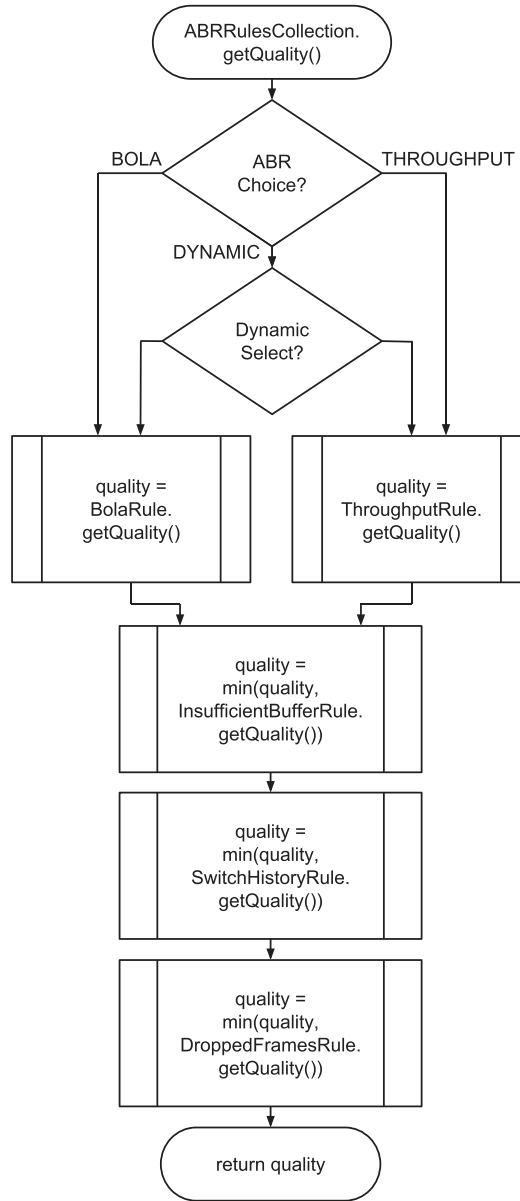 ABRRulesCollection.
getQuality()
BOLA
ABR
Choice?
THROUGHPUT
DYNAMIC
Dynamic
Select?
quality =
BolaRule.
getQuality()
quality =
ThroughputRule.
getQuality()
quality =
min(quality,
InsufficientBufferRule.
getQuality())
quality =
min(quality,
SwitchHistoryRule.
getQuality())
quality =
min(quality,
DroppedFramesRule.
getQuality())
return quality